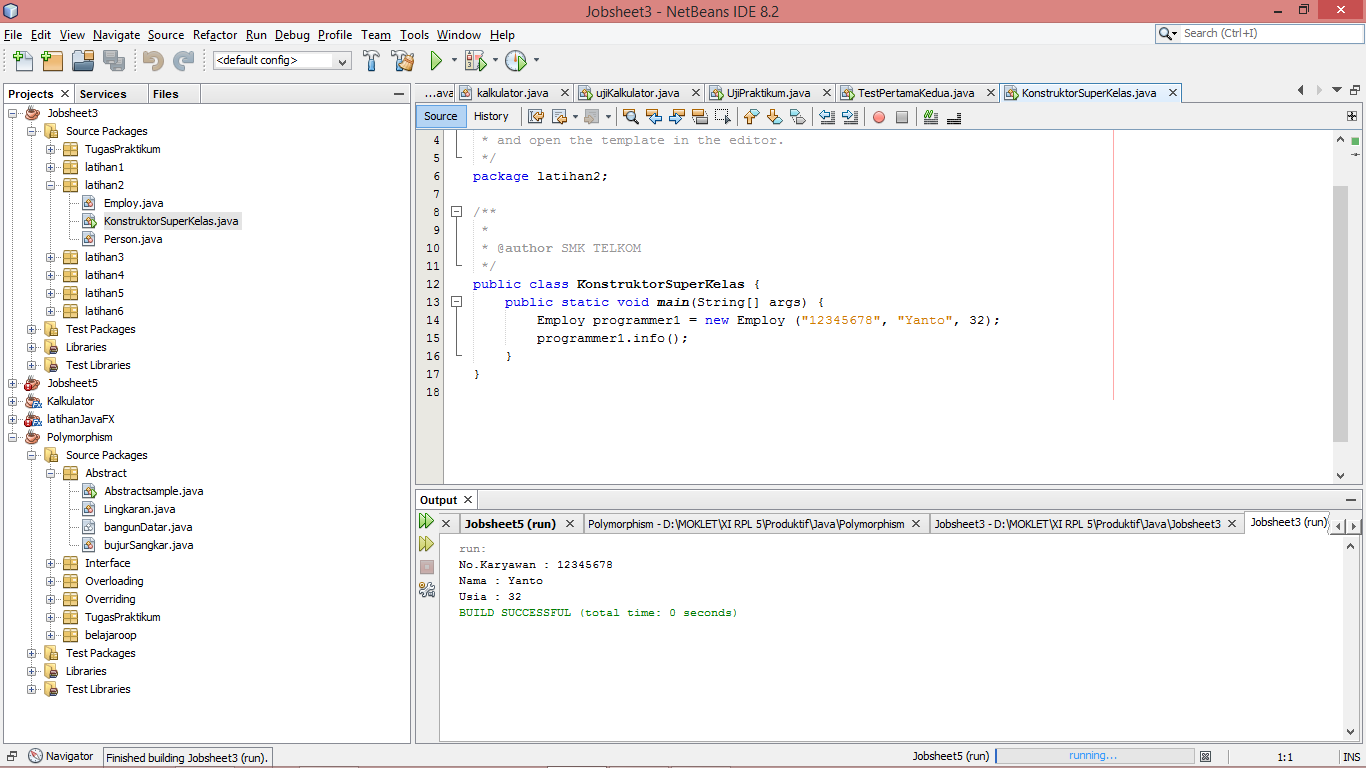 Jobsheet3 - NetBeans IDE 8.2
File Edit View Navigate Source Refactor Run Debug Profile Team Tools Window Help
Search (Ctrl+I)
<default config>
Projects Services Files
Jobsheet3
Source Packages
TugasPraktikum
latihan1
latihan2
Employ.java
KonstruktorSuperKelas.java
Person.java
latihan3
latihan4
latihan5
latihan6
Test Packages
Libraries
Test Libraries
Jobsheet5
Kalkulator
latihanJavaFX
Polymorphism
Source Packages
Abstract
Abstractsample.java
Lingkaran.java
bangunDatar.java
bujurSangkar.java
Interface
Overloading
Overriding
TugasPraktikum
belajaroop
Test Packages
Libraries
Test Libraries
...ava kalkulator.java ujiKalkulator.java UjiPraktikum.java TestPertamaKedua.java KonstruktorSuperKelas.java
Source History
4 * and open the template in the editor.
5 */
6 package latihan2;
7
8 /**
9 *
10 * @author SMK TELKOM
11 */
12 public class KonstruktorSuperKelas {
13 public static void main(String[] args) {
14 Employ programmer1 = new Employ ("12345678", "Yanto", 32);
15 programmer1.info();
16 }
17 }
18
Output
Jobsheet5 (run) Polymorphism - D:\MOKLET\XI RPL 5\Produktif\Java\Polymorphism Jobsheet3 - D:\MOKLET\XI RPL 5\Produktif\Java\Jobsheet3 Jobsheet3 (run)
run:
No.Karyawan : 12345678
Nama : Yanto
Usia : 32
BUILD SUCCESSFUL (total time: 0 seconds)
Navigator Finished building Jobsheet3 (run). Jobsheet5 (run) running... 1:1 INS